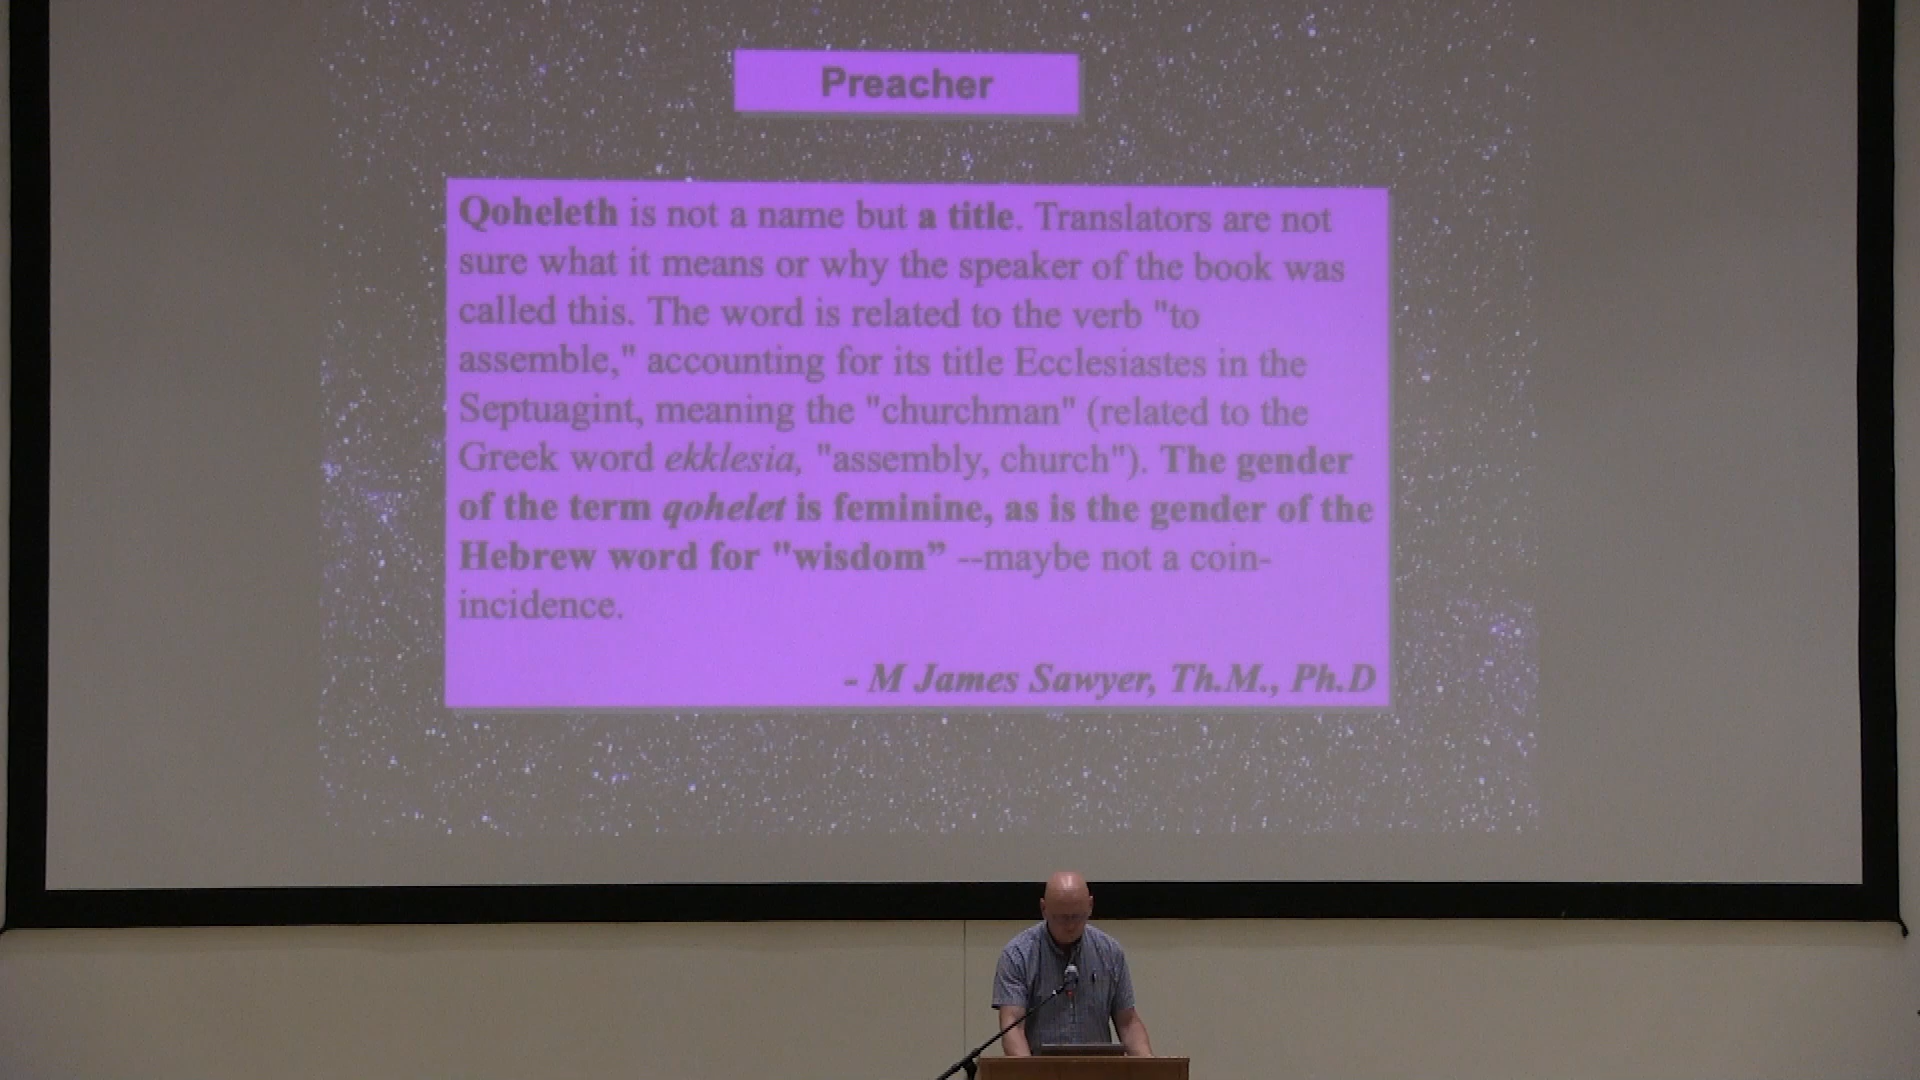 Preacher
Qoheleth is not a name but a title. Translators are not
sure what it means or why the speaker of the book was
called this. The word is related to the verb "to
assemble," accounting for its title Ecclesiastes in the
Septuagint, meaning the "churchman" (related to the
Greek word ekklesia, "assembly, church"). The gender
of the term qohelet is feminine, as is the gender of the
Hebrew word for "wisdom” --maybe not a coin-
incidence.
- M James Sawyer, Th.M., Ph.D